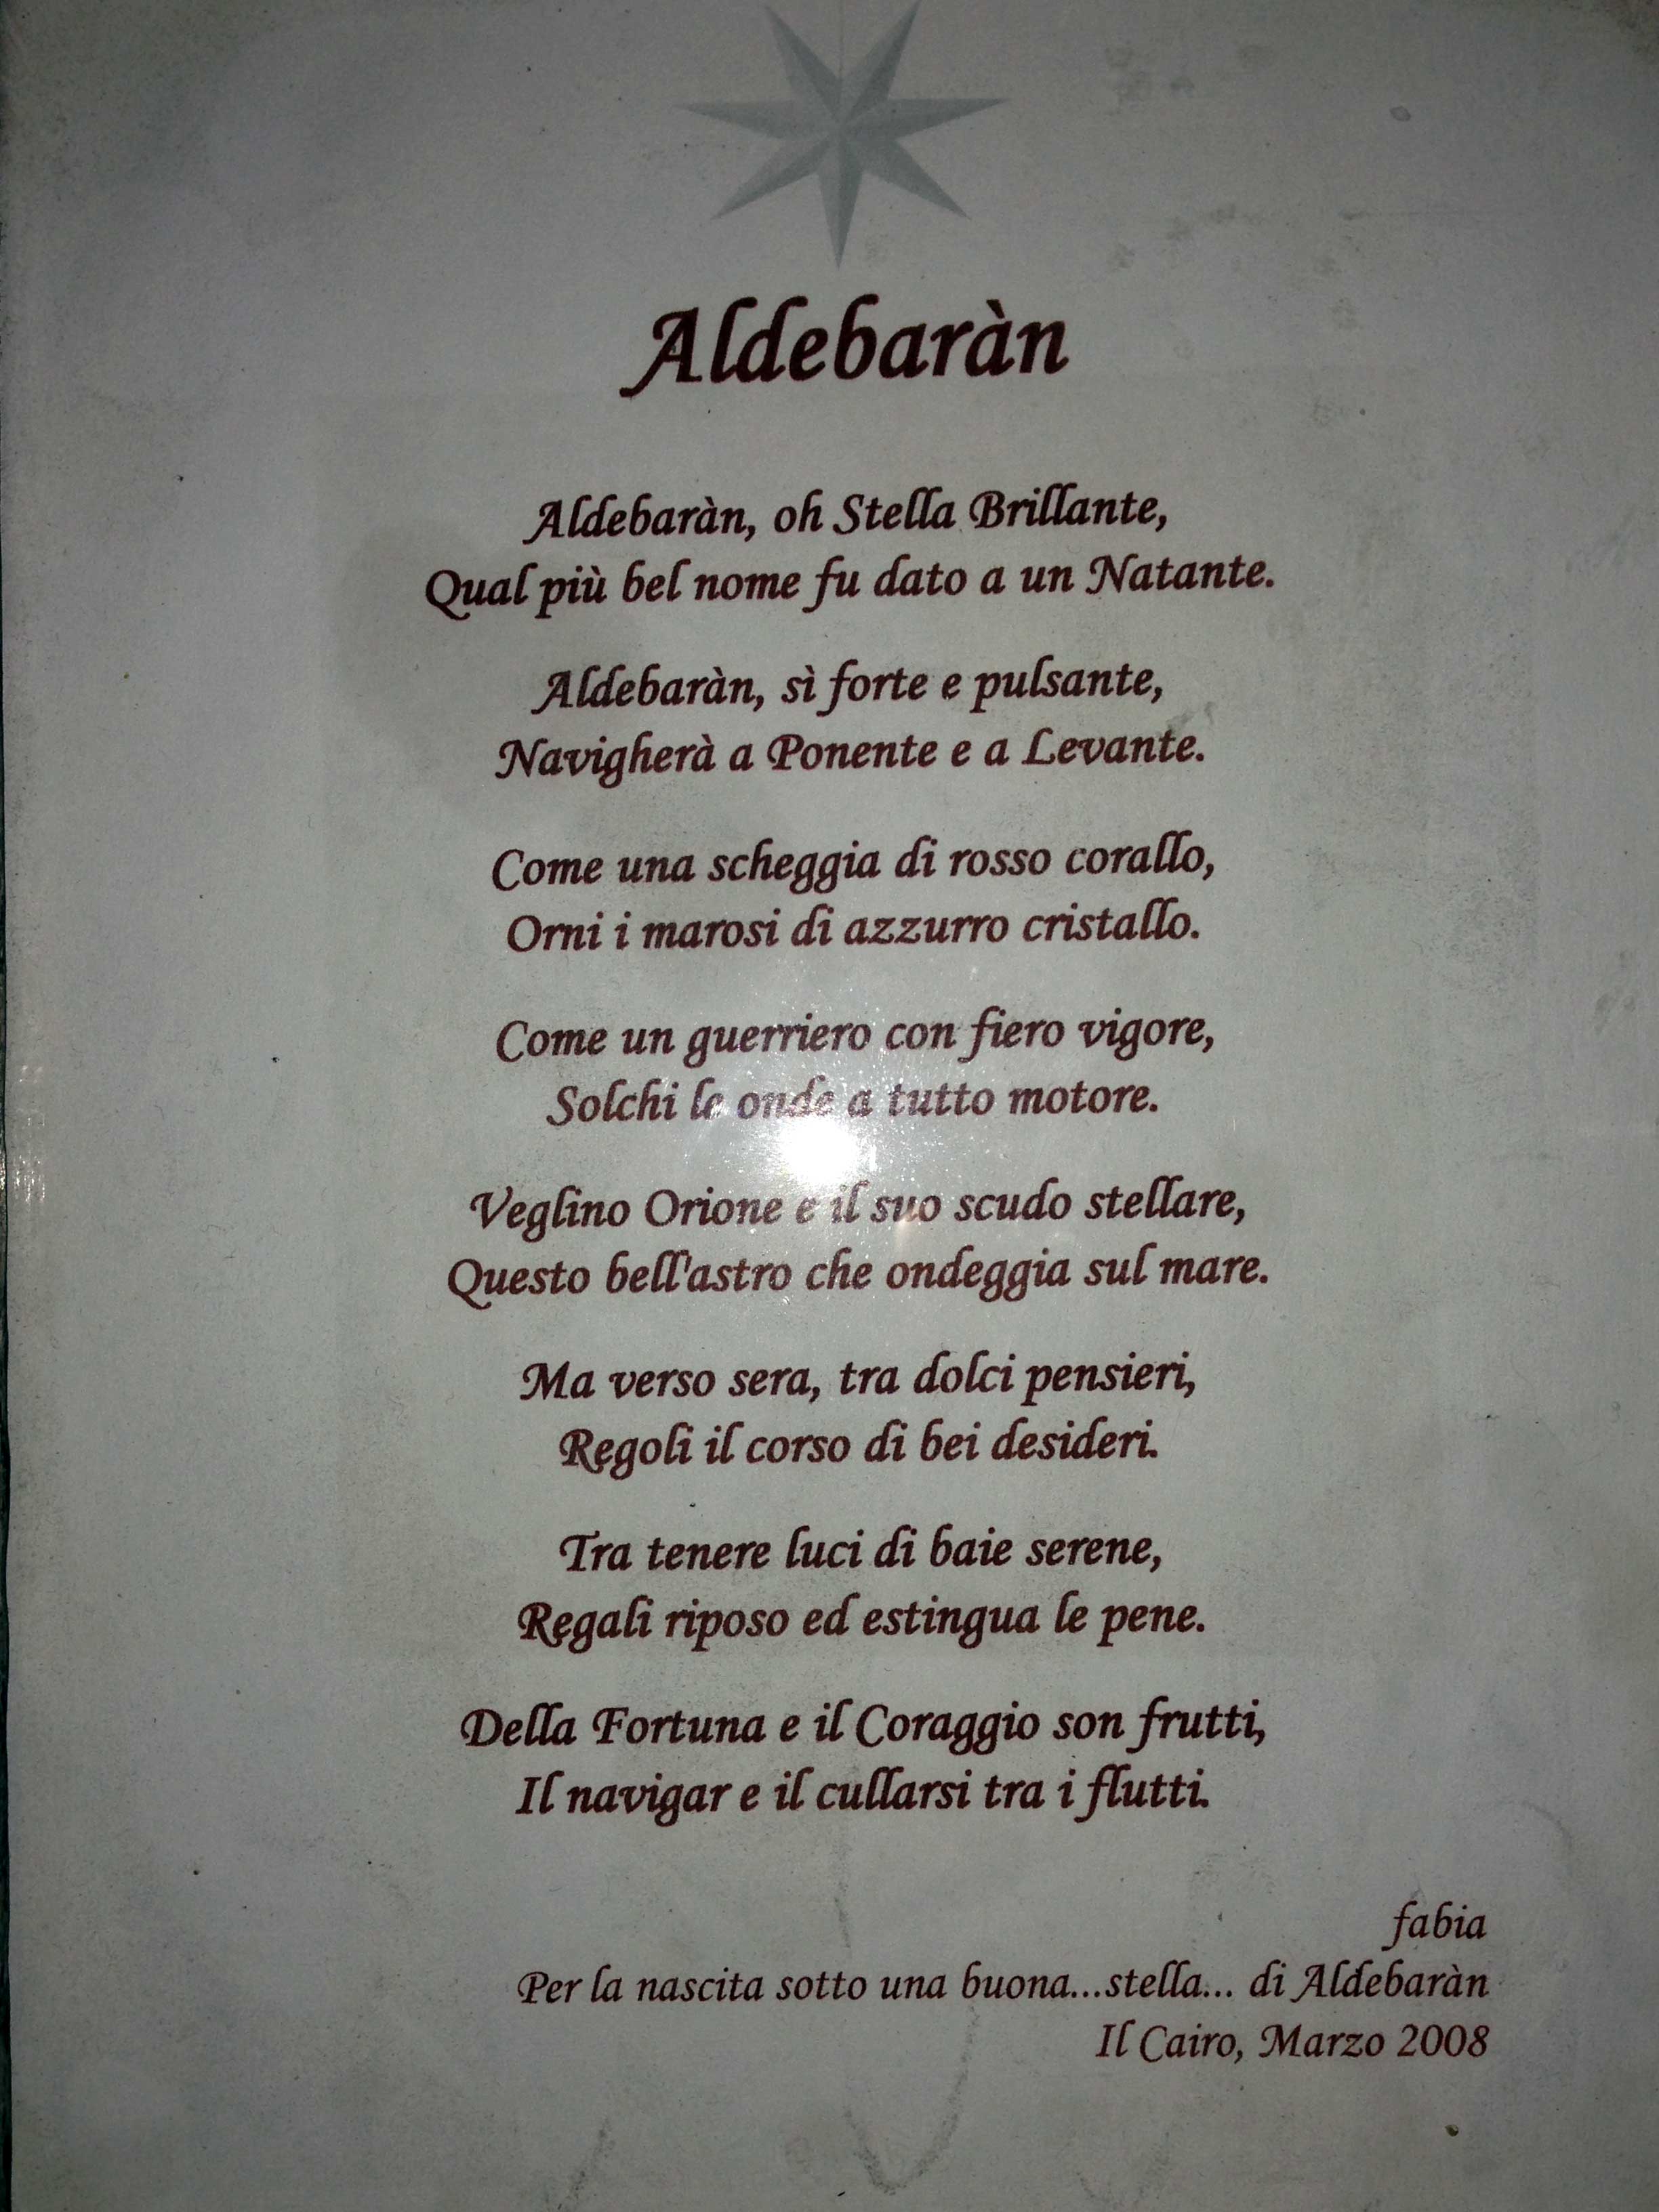 Aldebaràn
Aldebaràn, oh Stella Brillante,
Qual più bel nome fu dato a un Natante.
Aldebaràn, sì forte e pulsante,
Navigherà a Ponente e a Levante.
Come una scheggia di rosso corallo,
Orni i marosi di azzurro cristallo.
Come un guerriero con fiero vigore,
Solchi le onde a tutto motore.
Veglino Orione e il suo scudo stellare,
Questo bell'astro che ondeggia sul mare.
Ma verso sera, tra dolci pensieri,
Regoli il corso di bei desideri.
Tra tenere luci di baie serene,
Regali riposo ed estingua le pene.
Della Fortuna e il Coraggio son frutti,
Il navigar e il cullarsi tra i flutti.
fabia
Per la nascita sotto una buona...stella... di Aldebaràn
Il Cairo, Marzo 2008